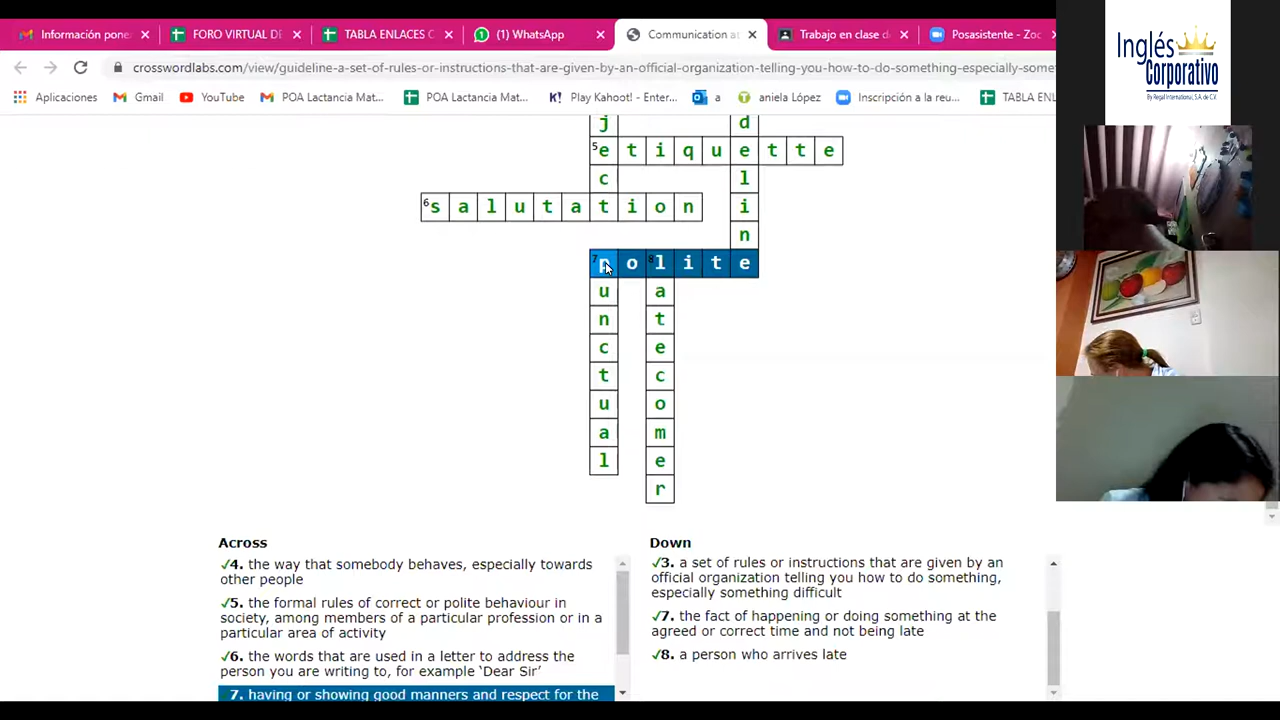 Información pone
FORO VIRTUAL DE
TABLA ENLACES C
(1) WhatsApp
Communication a
Trabajo en clase d
Posasistente - Zoo
crosswordlabs.com/view/guideline-a-set-of-rules-or-ins that-are-given-by-an-official-organization-telling-you-how-to-do-something-especially-some
Aplicaciones
Gmail
YouTube
POA Lactancia Mat...
POA Lactancia Mat...
Play Kahoot! - Enter...
a
aniela López
Inscripción a la reu...
TABLA ENL
Inglés
Corporativo
By Regal International, S.A. de C.V.
j d
5 e t i q u e t t e
c l
6 s a l u t a t i o n i
n
7 p o 8 l i t e
u a
n t
c e
t c
u o
a m
l e
r
Across
✓4. the way that somebody behaves, especially towards
other people
✓5. the formal rules of correct or polite behaviour in
society, among members of a particular profession or in a
particular area of activity
✓6. the words that are used in a letter to address the
person you are writing to, for example ‘Dear Sir’
7. having or showing good manners and respect for the
Down
✓3. a set of rules or instructions that are given by an
official organization telling you how to do something,
especially something difficult
✓7. the fact of happening or doing something at the
agreed or correct time and not being late
✓8. a person who arrives late